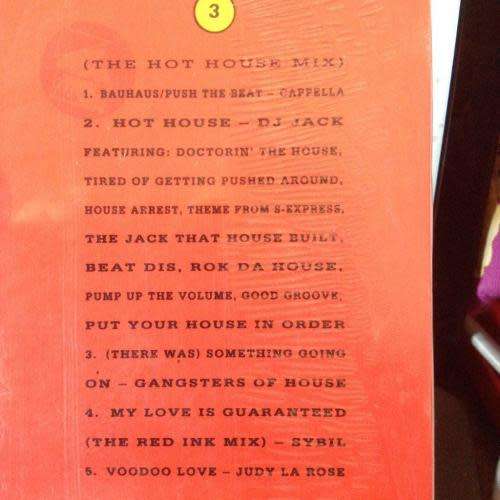 3
(THE HOT HOUSE MIX)
1. BAUHAUS/PUSH THE BEAT – CAPPELLA
2. HOT HOUSE – DJ JACK
FEATURING: DOCTORIN' THE HOUSE,
TIRED OF GETTING PUSHED AROUND,
HOUSE ARREST, THEME FROM S-EXPRESS,
THE JACK THAT HOUSE BUILT,
BEAT DIS, ROK DA HOUSE,
PUMP UP THE VOLUME, GOOD GROOVE,
PUT YOUR HOUSE IN ORDER
3. (THERE WAS) SOMETHING GOING
ON – GANGSTERS OF HOUSE
4. MY LOVE IS GUARANTEED
(THE RED INK MIX) – SYBIL
5. VOODOO LOVE – JUDY LA ROSE